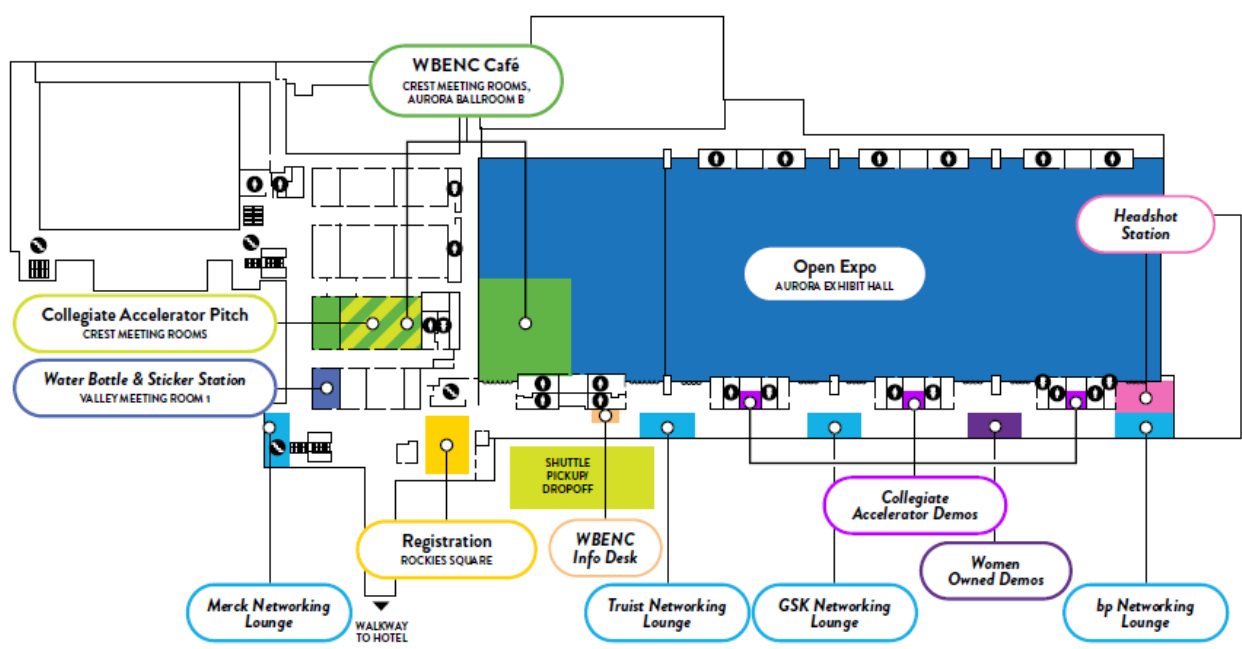 WBENC Café
CREST MEETING ROOMS,
AURORA BALLROOM B
Headshot
Station
Open Expo
AURORA EXHIBIT HALL
Collegiate Accelerator Pitch
CREST MEETING ROOMS
Water Bottle & Sticker Station
VALLEY MEETING ROOM 1
SHUTTLE
PICKUP/
DROPOFF
Collegiate
Accelerator Demos
Registration
ROCKIES SQUARE
WBENC
Info Desk
Women
Owned Demos
Merck Networking
Lounge
WALKWAY
TO HOTEL
Truist Networking
Lounge
GSK Networking
Lounge
bp Networking
Lounge